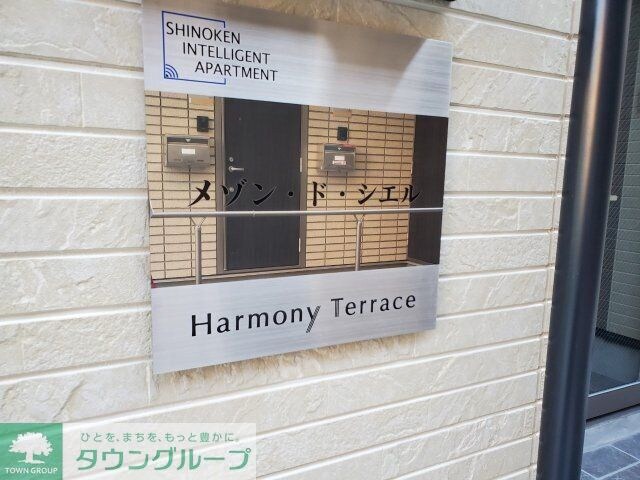 SHINOKEN
INTELLIGENT
APARTMENT
メゾン・ド・シエル
Harmony Terrace
ひとを、まちを、もっと豊かに。
タウングループ
TOWN GROUP